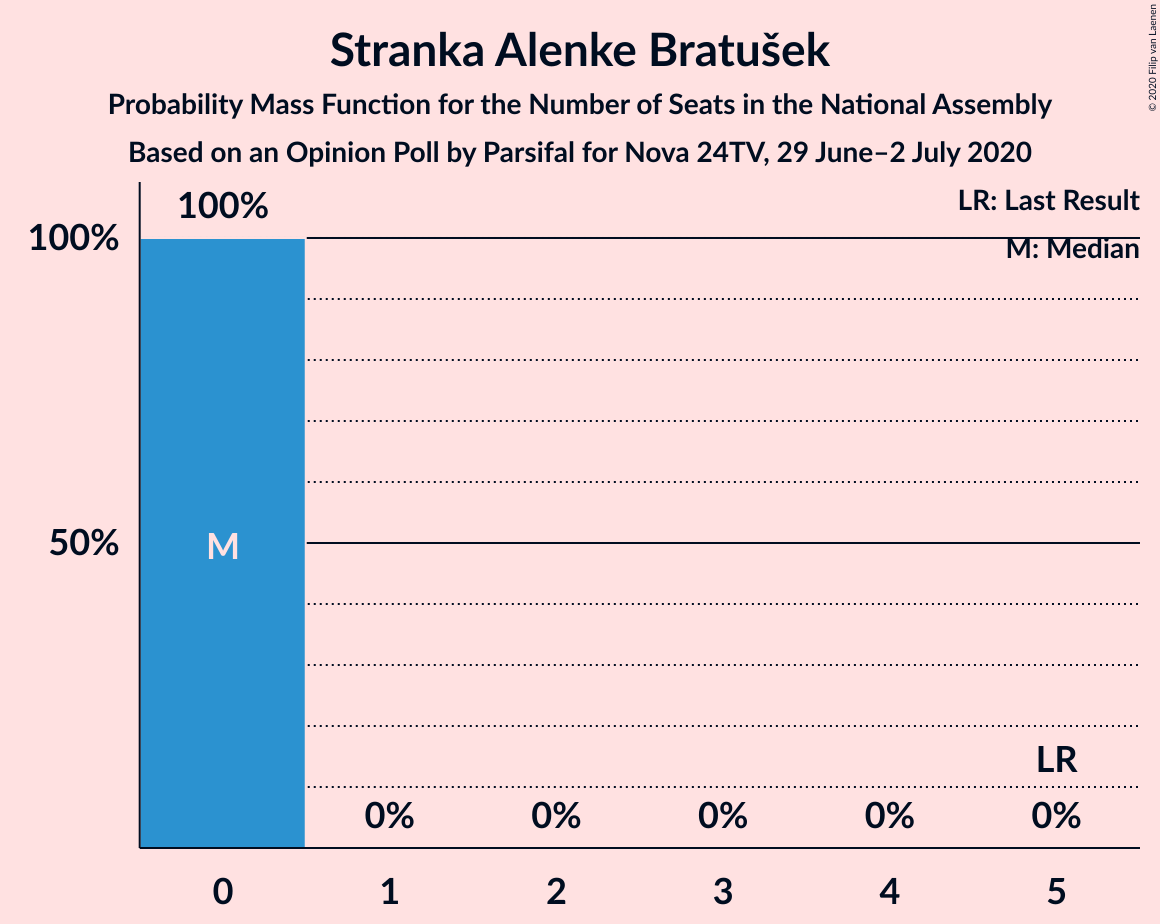 Stranka Alenke Bratušek
Probability Mass Function for the Number of Seats in the National Assembly
Based on an Opinion Poll by Parsifal for Nova 24TV, 29 June–2 July 2020
© 2020 Filip van Laenen
LR: Last Result
M: Median
100%
100%
50%
M
LR
0% 0% 0% 0% 0%
0 1 2 3 4 5